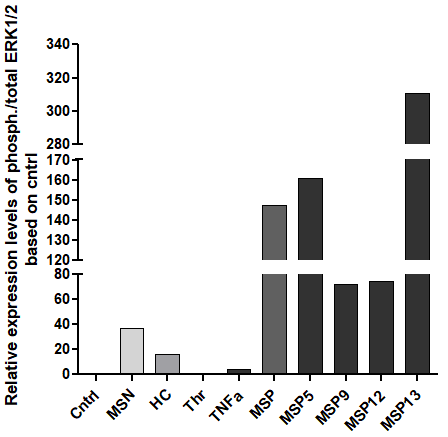 Relative expression levels of phosph./total ERK1/2
based on cntrl
340
320
300
280
170
160
150
140
130
120
80
60
40
20
0
Cntrl
MSN
HC
Thr
TNFa
MSP
MSP5
MSP9
MSP12
MSP13